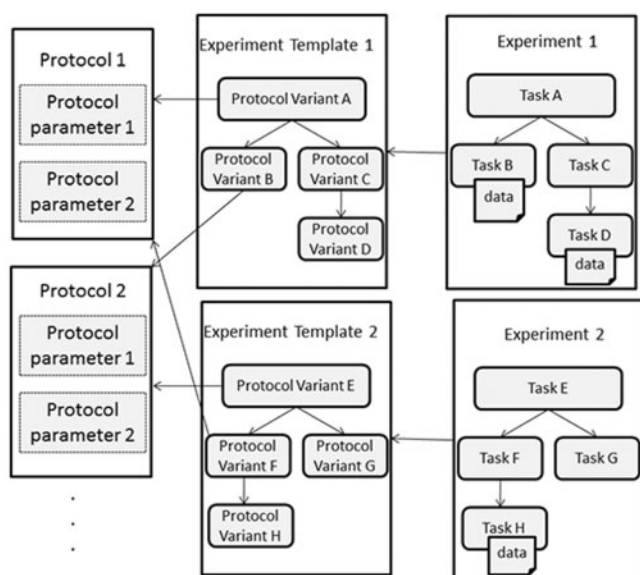 Protocol 1
Protocol
parameter 1
Protocol
parameter 2
Protocol 2
Protocol
parameter 1
Protocol
parameter 2
Experiment Template 1
Protocol Variant A
Protocol
Variant B
Protocol
Variant C
Protocol
Variant D
Experiment Template 2
Protocol Variant E
Protocol
Variant F
Protocol
Variant G
Protocol
Variant H
Experiment 1
Task A
Task B
data
Task C
Task D
data
Experiment 2
Task E
Task F
Task G
Task H
data